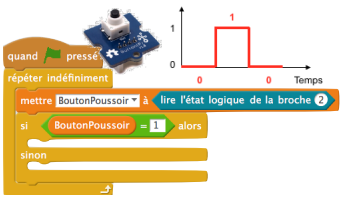 1
1
0
0
0
Temps
quand pressé
répéter indéfiniment
mettre BoutonPoussoir à lire l'état logique de la broche 2
si BoutonPoussoir = 1 alors
sinon